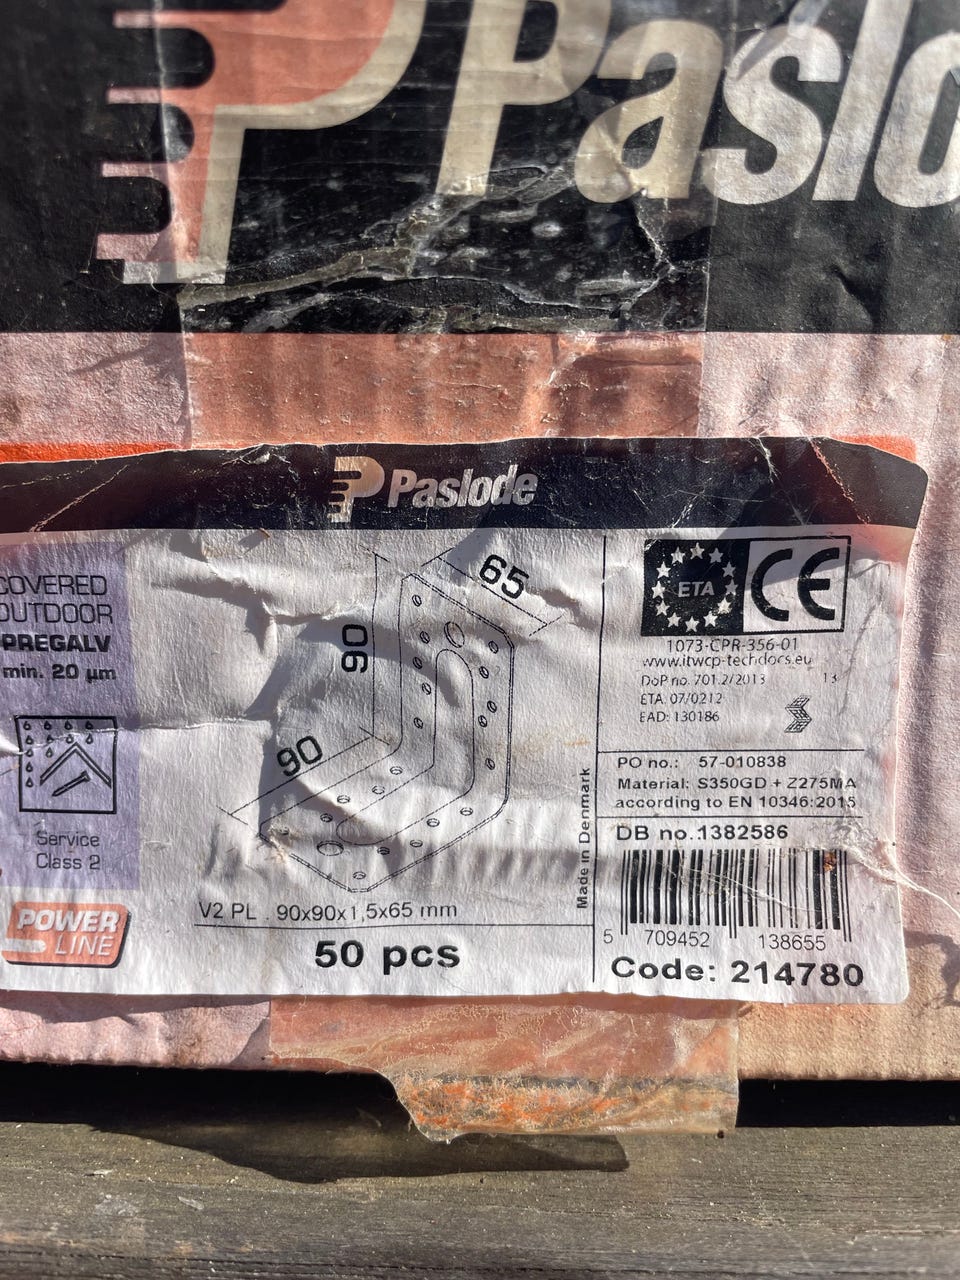 Paslo
Paslode
COVERED
OUTDOOR
PREGALV
min. 20 µm
Service
Class 2
POWER
LINE
65
90
90
V2 PL . 90x90x1,5x65 mm
50 pcs
Made in Denmark
ETA CE
1073-CPR-356-01
www.itwcp-techdocs.eu
DoP no. 701.2/2013 13
ETA: 07/0212
EAD: 130186
PO no.: 57-010838
Material: S350GD + Z275MA
according to EN 10346:2015
DB no.1382586
5 709452 138655
Code: 214780